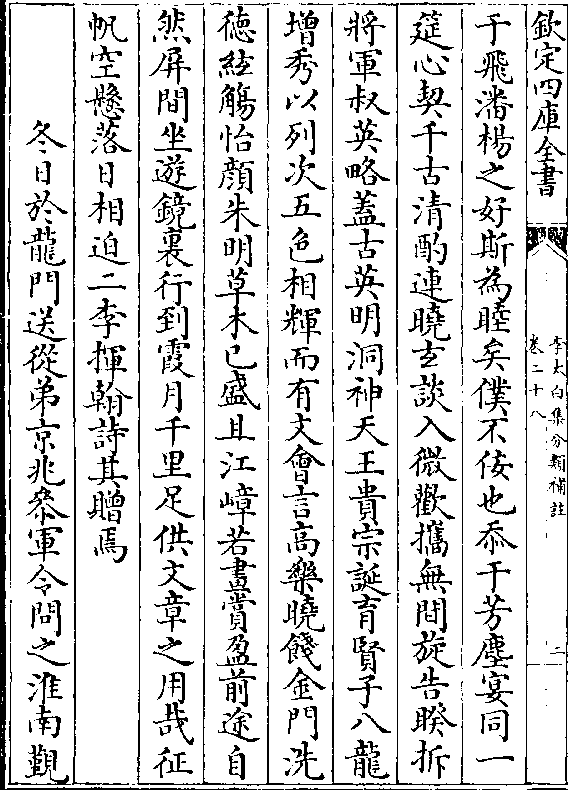 欽定四庫全書
李太白集分類補註
卷二十八
二
于飛潘楊之好斯為睦矣僕不佞也忝于芳塵宴同一
筵心契千古清酌連曉玄談入微歡攜無間旋告暌拆
將軍叔英略蓋古英明洞神天王貴宗誕育賢子八龍
增秀以列次五色相輝而有文會言高樂曉餞金門洗
德絃觴怡顔朱明草木已盛且江嶂若畫賞盈前途自
然屏間坐遊鏡裏行到霞月千里足供文章之用哉征
帆空懸落日相迫二李揮翰詩其贈焉
冬日於龍門送從弟京兆叅軍令問之淮南覲